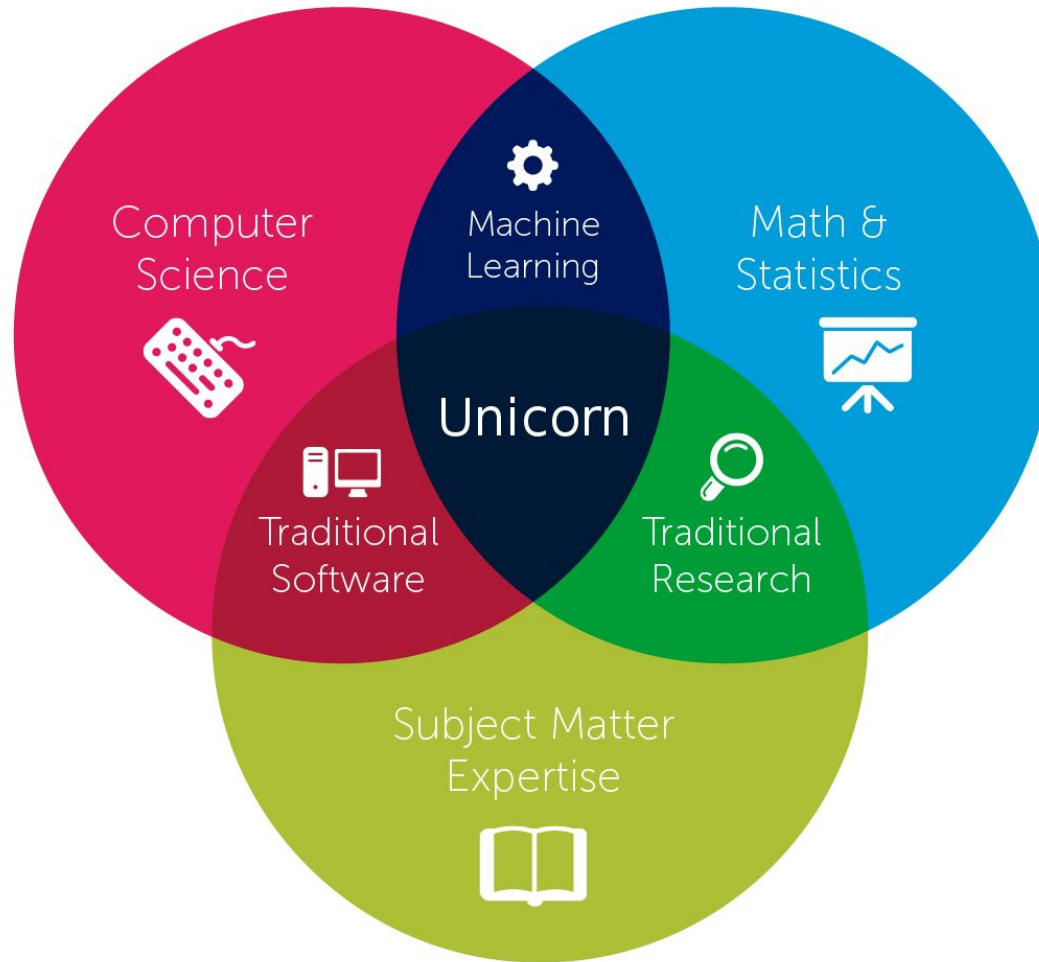 Computer
Science
Machine
Learning
Math &
Statistics
Unicorn
Traditional
Software
Traditional
Research
Subject Matter
Expertise